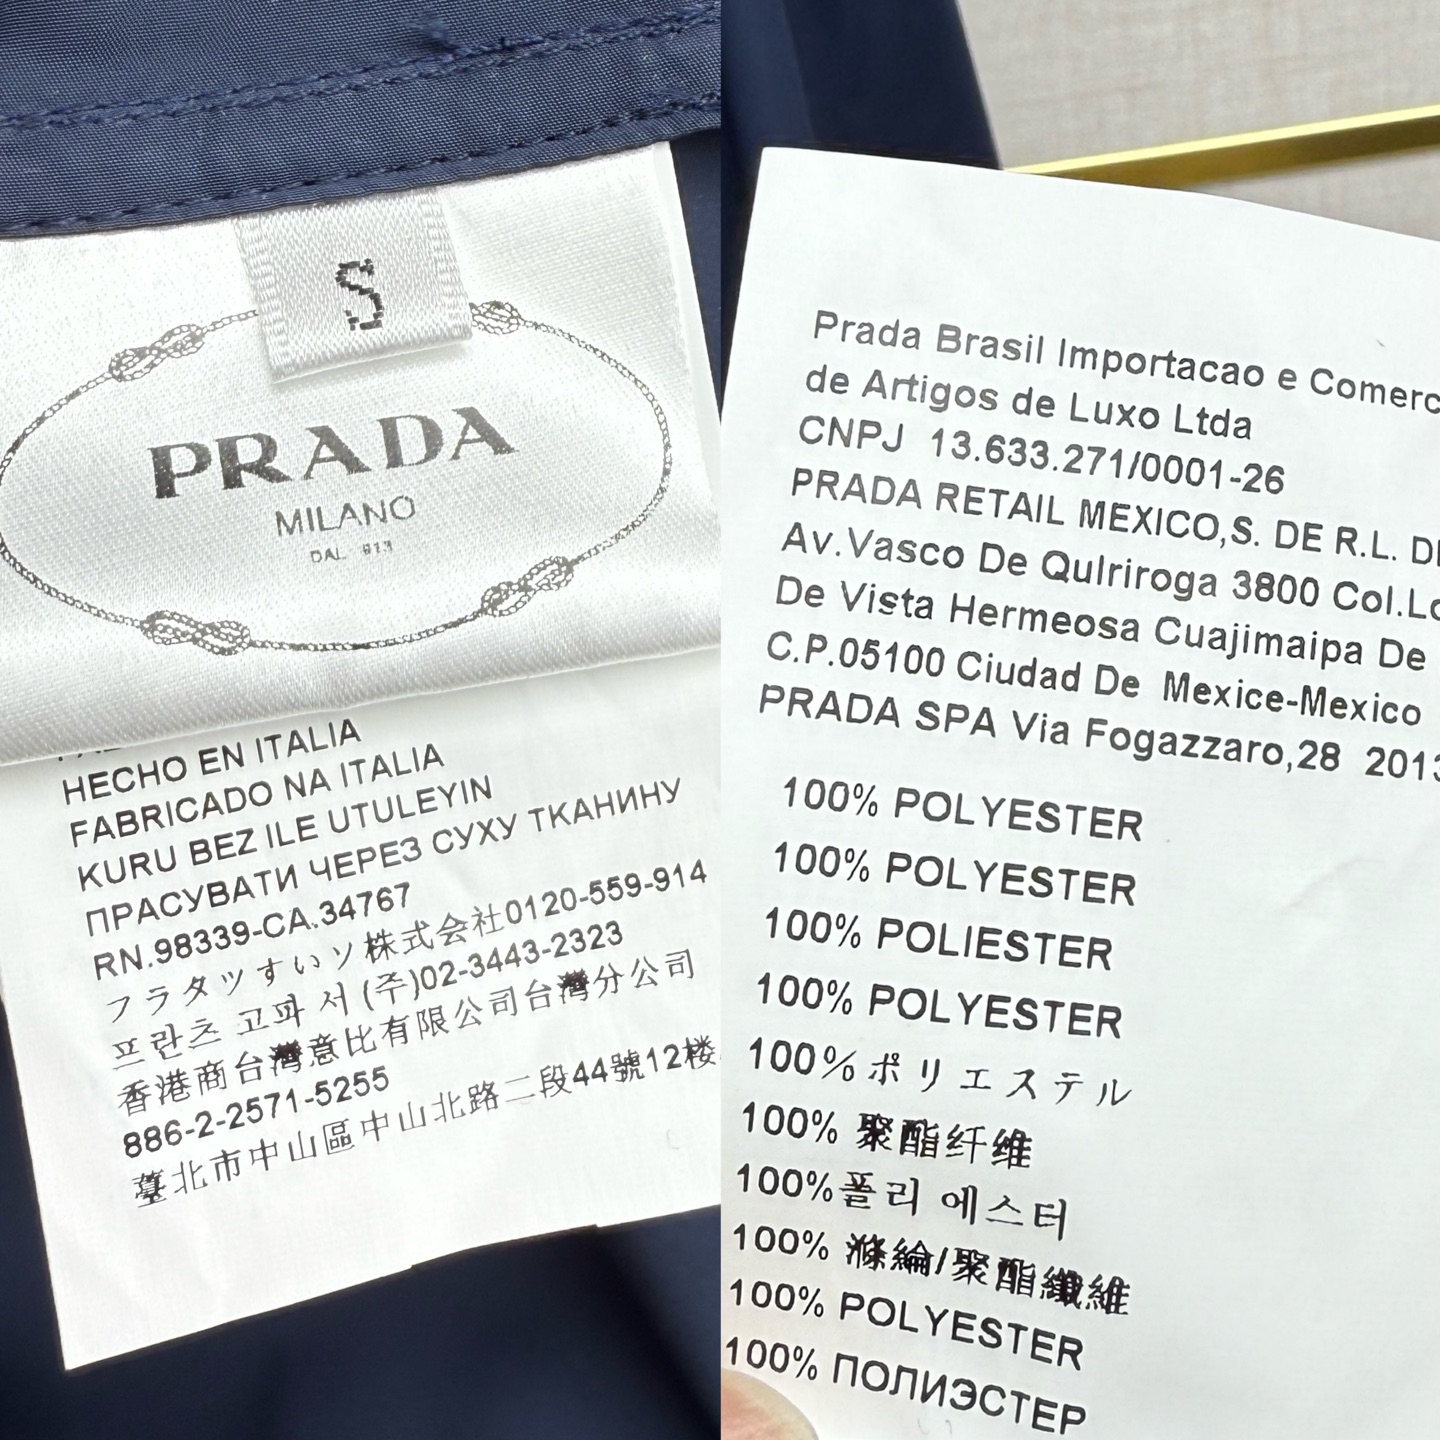 S
PRADA
MILANO
DAL 913
HECHO EN ITALIA
FABRICADO NA ITALIA
KURU BEZ ILE UTULEYIN
ПРАСУВАТИ ЧЕРЕЗ СУХУ ТКАНИНУ
RN.98339-CA.34767
フラタツすいソ株式会社0120-559-914
프란츠 고파 서 (주)02-3443-2323
香港商台灣意比有限公司台灣分公司
886-2-2571-5255
臺北市中山區中山北路二段44號12楼
Prada Brasil Importacao e Comerc
de Artigos de Luxo Ltda
CNPJ 13.633.271/0001-26
PRADA RETAIL MEXICO,S. DE R.L. D
Av.Vasco De Qulriroga 3800 Col.Lo
De Vista Hermeosa Cuajimaipa De
C.P.05100 Ciudad De Mexice-Mexico
PRADA SPA Via Fogazzaro,28 2013
100% POLYESTER
100% POLYESTER
100% POLIESTER
100% POLYESTER
100% ポリエステル
100% 聚酯纤维
100%폴리 에스터
100% 滌綸/聚酯纖維
100% POLYESTER
100% ПОЛИЭСТЕР